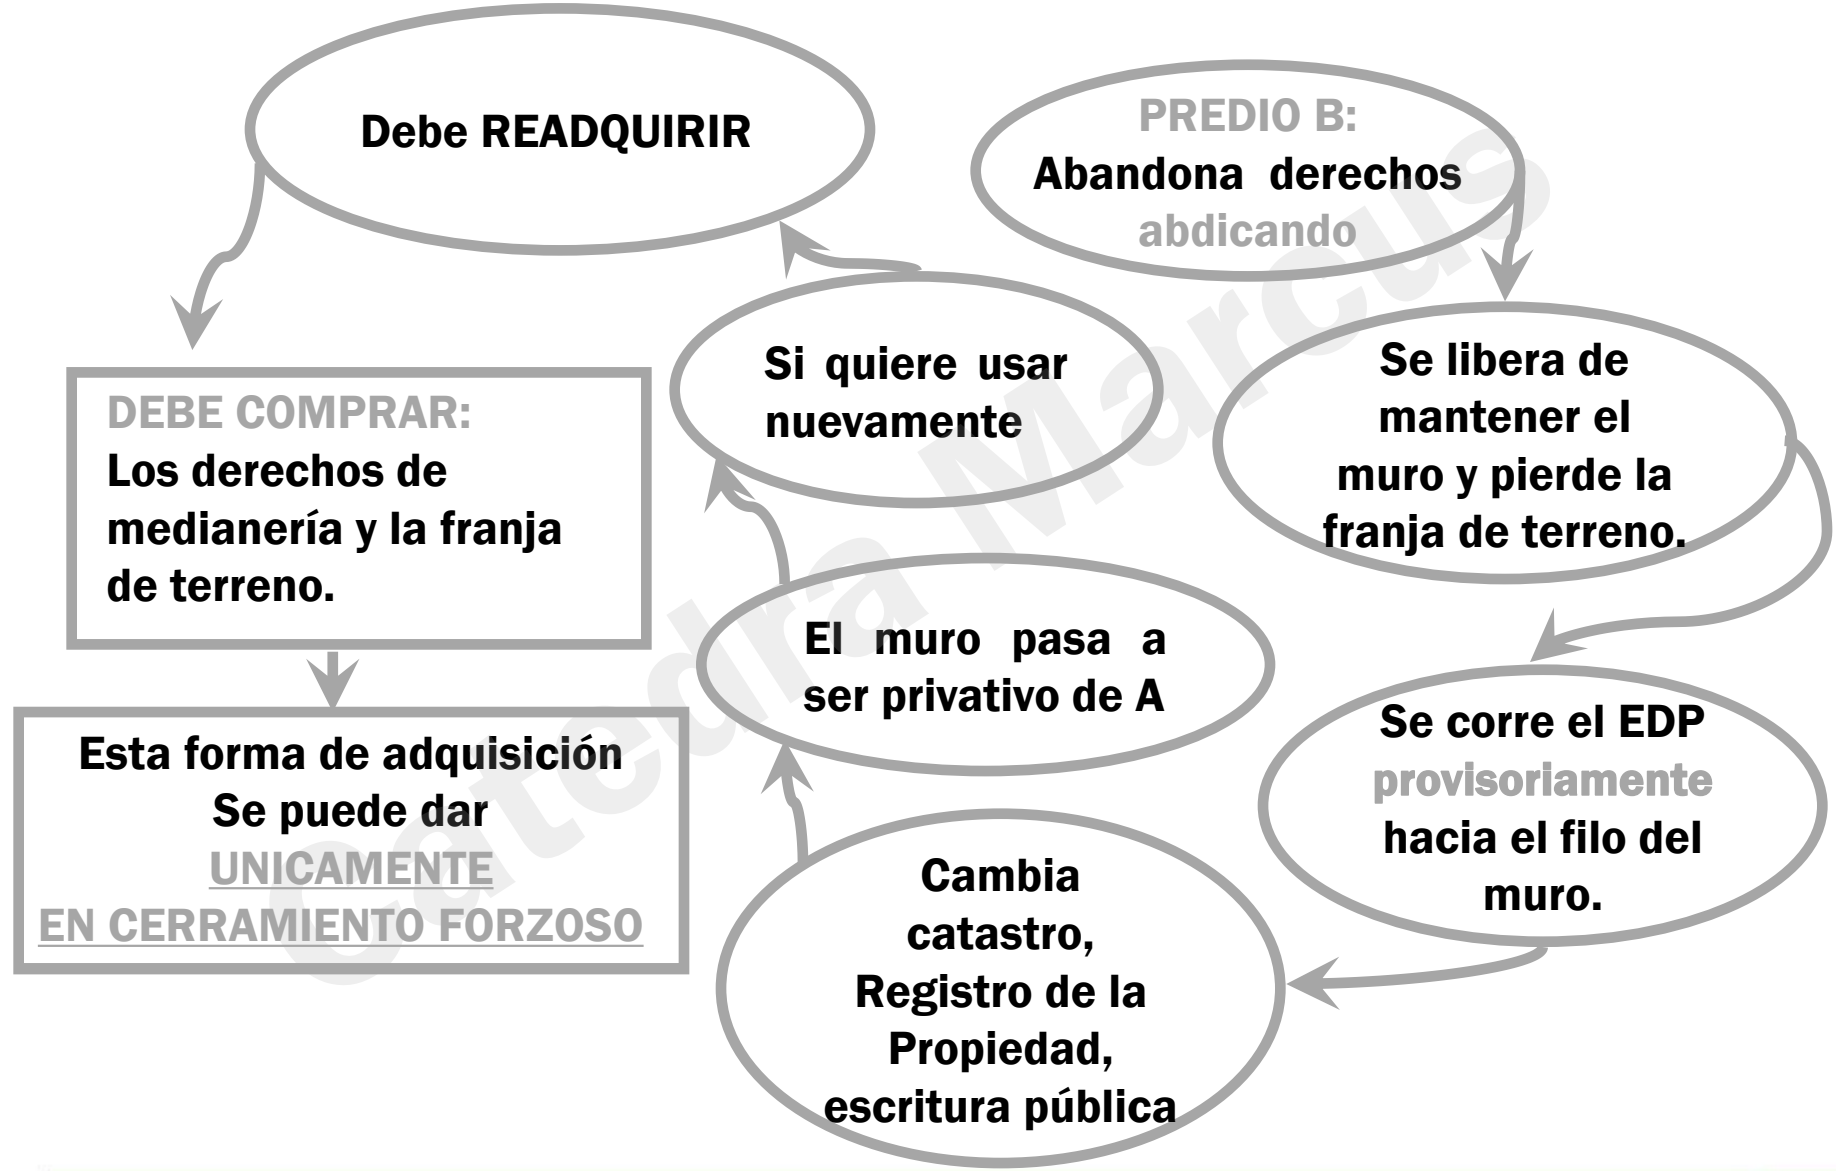 Debe READQUIRIR
PREDIO B:
Abandona derechos
abdicando
Se libera de
mantener el
muro y pierde la
franja de terreno.
Se corre el EDP
provisoriamente
hacia el filo del
muro.
Cambia
catastro,
Registro de la
Propiedad,
escritura pública
El muro pasa a
ser privativo de A
Si quiere usar
nuevamente
DEBE COMPRAR:
Los derechos de
medianería y la franja
de terreno.
Esta forma de adquisición
Se puede dar
UNICAMENTE
EN CERRAMIENTO FORZOSO
Catedra Marcus